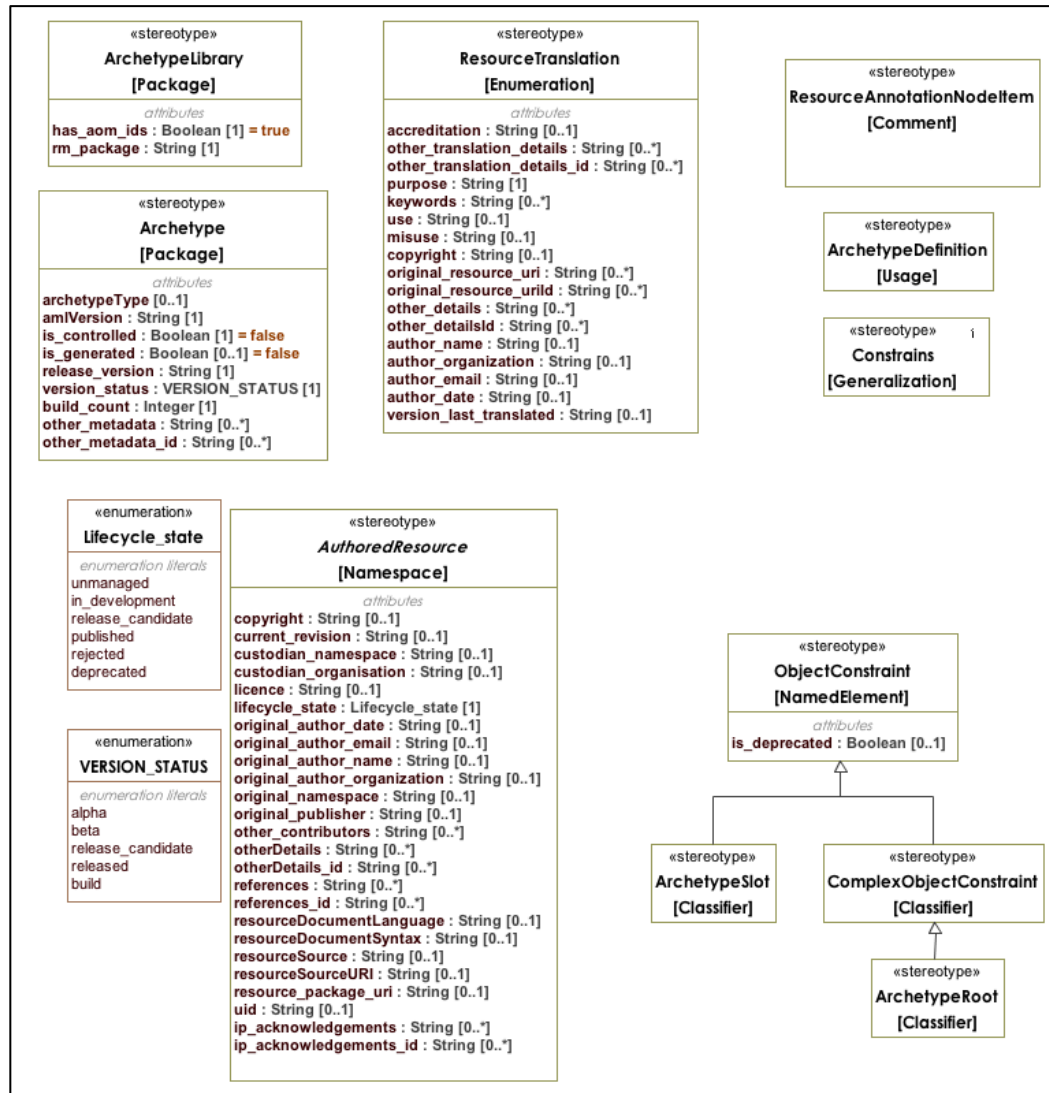 «stereotype»
ArchetypeLibrary
[Package]
attributes
has_aom_ids : Boolean [1] = true
rm_package : String [1]
«stereotype»
Archetype
[Package]
attributes
archetypeType [0..1]
amlVersion : String [1]
is_controlled : Boolean [1] = false
is_generated : Boolean [0..1] = false
release_version : String [1]
version_status : VERSION_STATUS [1]
build_count : Integer [1]
other_metadata : String [0..*]
other_metadata_id : String [0..*]
«stereotype»
ResourceTranslation
[Enumeration]
attributes
accreditation : String [0..1]
other_translation_details : String [0..*]
other_translation_details_id : String [0..*]
purpose : String [1]
keywords : String [0..*]
use : String [0..1]
misuse : String [0..1]
copyright : String [0..1]
original_resource_uri : String [0..*]
original_resource_uriId : String [0..*]
other_details : String [0..*]
other_detailsId : String [0..*]
author_name : String [0..1]
author_organization : String [0..1]
author_email : String [0..1]
author_date : String [0..1]
version_last_translated : String [0..1]
«stereotype»
ResourceAnnotationNodeItem
[Comment]
«stereotype»
ArchetypeDefinition
[Usage]
«stereotype» i
Constrains
[Generalization]
«enumeration»
Lifecycle_state
enumeration literals
unmanaged
in_development
release_candidate
published
rejected
deprecated
«enumeration»
VERSION_STATUS
enumeration literals
alpha
beta
release_candidate
released
build
«stereotype»
AuthoredResource
[Namespace]
attributes
copyright : String [0..1]
current_revision : String [0..1]
custodian_namespace : String [0..1]
custodian_organisation : String [0..1]
licence : String [0..1]
lifecycle_state : Lifecycle_state [1]
original_author_date : String [0..1]
original_author_email : String [0..1]
original_author_name : String [0..1]
original_author_organization : String [0..1]
original_namespace : String [0..1]
original_publisher : String [0..1]
other_contributors : String [0..*]
otherDetails : String [0..*]
otherDetails_id : String [0..*]
references : String [0..*]
references_id : String [0..*]
resourceDocumentLanguage : String [0..1]
resourceDocumentSyntax : String [0..1]
resourceSource : String [0..1]
resourceSourceURI : String [0..1]
resource_package_uri : String [0..1]
uid : String [0..1]
ip_acknowledgements : String [0..*]
ip_acknowledgements_id : String [0..*]
«stereotype»
ObjectConstraint
[NamedElement]
attributes
is_deprecated : Boolean [0..1]
«stereotype»
ArchetypeSlot
[Classifier]
«stereotype»
ComplexObjectConstraint
[Classifier]
«stereotype»
ArchetypeRoot
[Classifier]